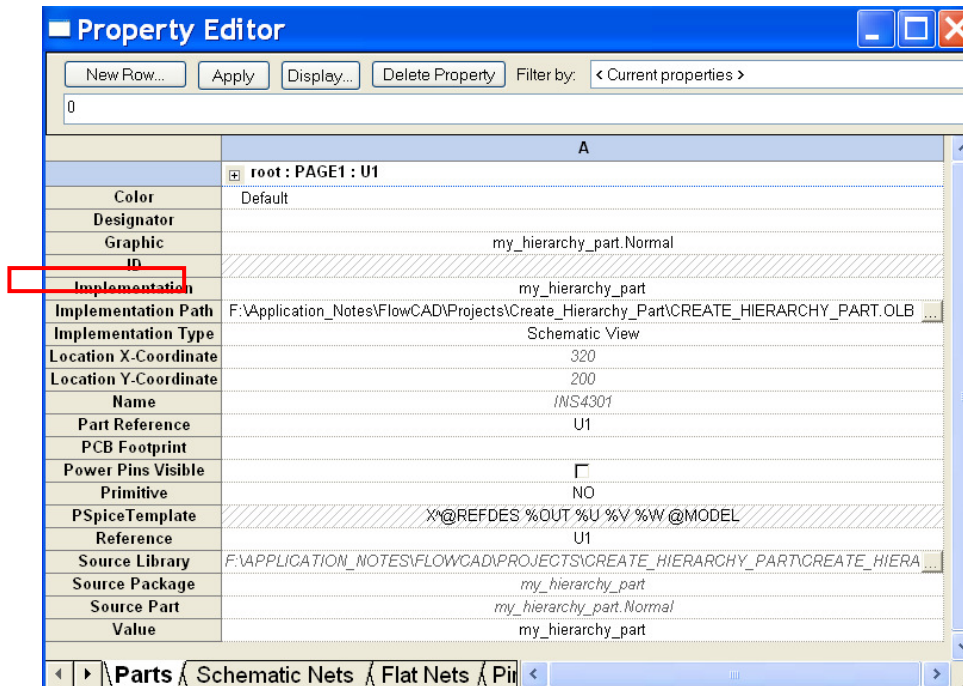 Property Editor
New Row... Apply Display... Delete Property Filter by: < Current properties >
0
A
root : PAGE1 : U1
Color Default
Designator
Graphic my_hierarchy_part.Normal
ID
Implementation my_hierarchy_part
Implementation Path F:\Application_Notes\FlowCAD\Projects\Create_Hierarchy_Part\CREATE_HIERARCHY_PART.OLB ...
Implementation Type Schematic View
Location X-Coordinate 320
Location Y-Coordinate 200
Name INS4301
Part Reference U1
PCB Footprint
Power Pins Visible
Primitive NO
PSpiceTemplate X^@REFDES %OUT %U %V %W @MODEL
Reference U1
Source Library F:\APPLICATION_NOTES\FLOWCAD\PROJECTS\CREATE_HIERARCHY_PART\CREATE_HIERA ...
Source Package my_hierarchy_part
Source Part my_hierarchy_part.Normal
Value my_hierarchy_part
Parts Schematic Nets Flat Nets Pin